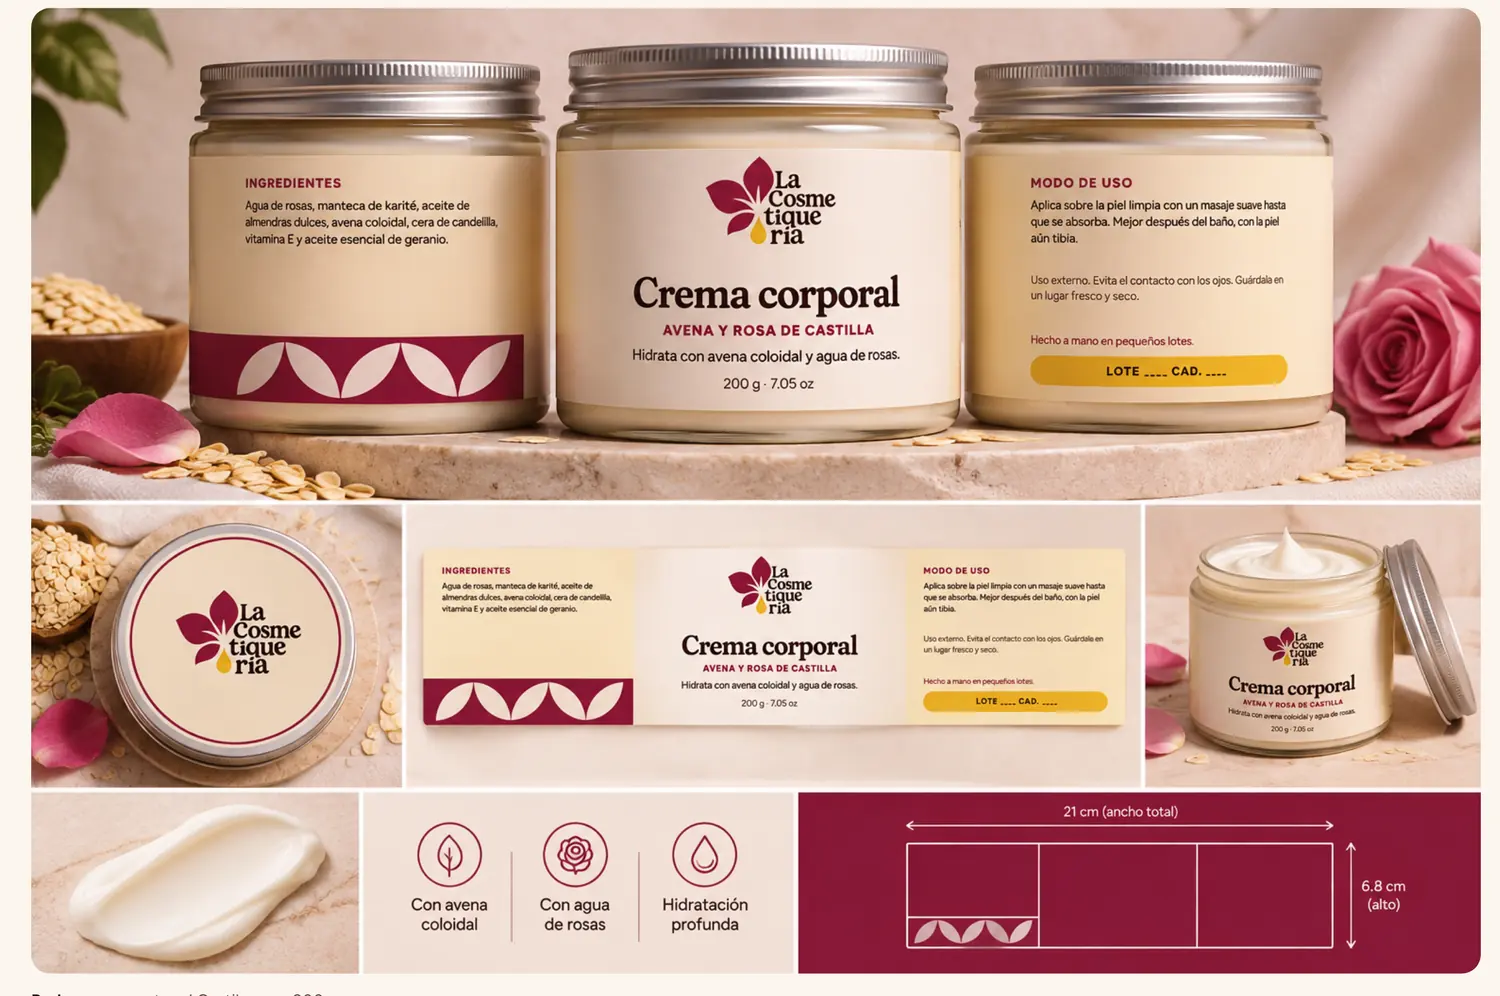 INGREDIENTES
Agua de rosas, manteca de karité, aceite de
almendras dulces, avena coloidal, cera de candelilla,
vitamina E y aceite esencial de geranio.
La
Cosme
tique
ría
Crema corporal
AVENA Y ROSA DE CASTILLA
Hidrata con avena coloidal y agua de rosas.
200 g · 7.05 oz
MODO DE USO
Aplica sobre la piel limpia con un masaje suave hasta
que se absorba. Mejor después del baño, con la piel
aún tibia.
Uso externo. Evita el contacto con los ojos. Guárdala en
un lugar fresco y seco.
Hecho a mano en pequeños lotes.
LOTE ____ CAD. ____
La
Cosme
tique
ría
INGREDIENTES
Agua de rosas, manteca de karité, aceite de
almendras dulces, avena coloidal, cera de candelilla,
vitamina E y aceite esencial de geranio.
La
Cosme
tique
ría
Crema corporal
AVENA Y ROSA DE CASTILLA
Hidrata con avena coloidal y agua de rosas.
200 g · 7.05 oz
MODO DE USO
Aplica sobre la piel limpia con un masaje suave hasta
que se absorba. Mejor después del baño, con la piel
aún tibia.
Uso externo. Evita el contacto con los ojos. Guárdala en
un lugar fresco y seco.
Hecho a mano en pequeños lotes.
LOTE ____ CAD. ____
La
Cosme
tique
ría
Crema corporal
AVENA Y ROSA DE CASTILLA
Hidrata con avena coloidal y agua de rosas.
200 g · 7.05 oz
Con avena
coloidal
Con agua
de rosas
Hidratación
profunda
21 cm (ancho total)
6.8 cm
(alto)